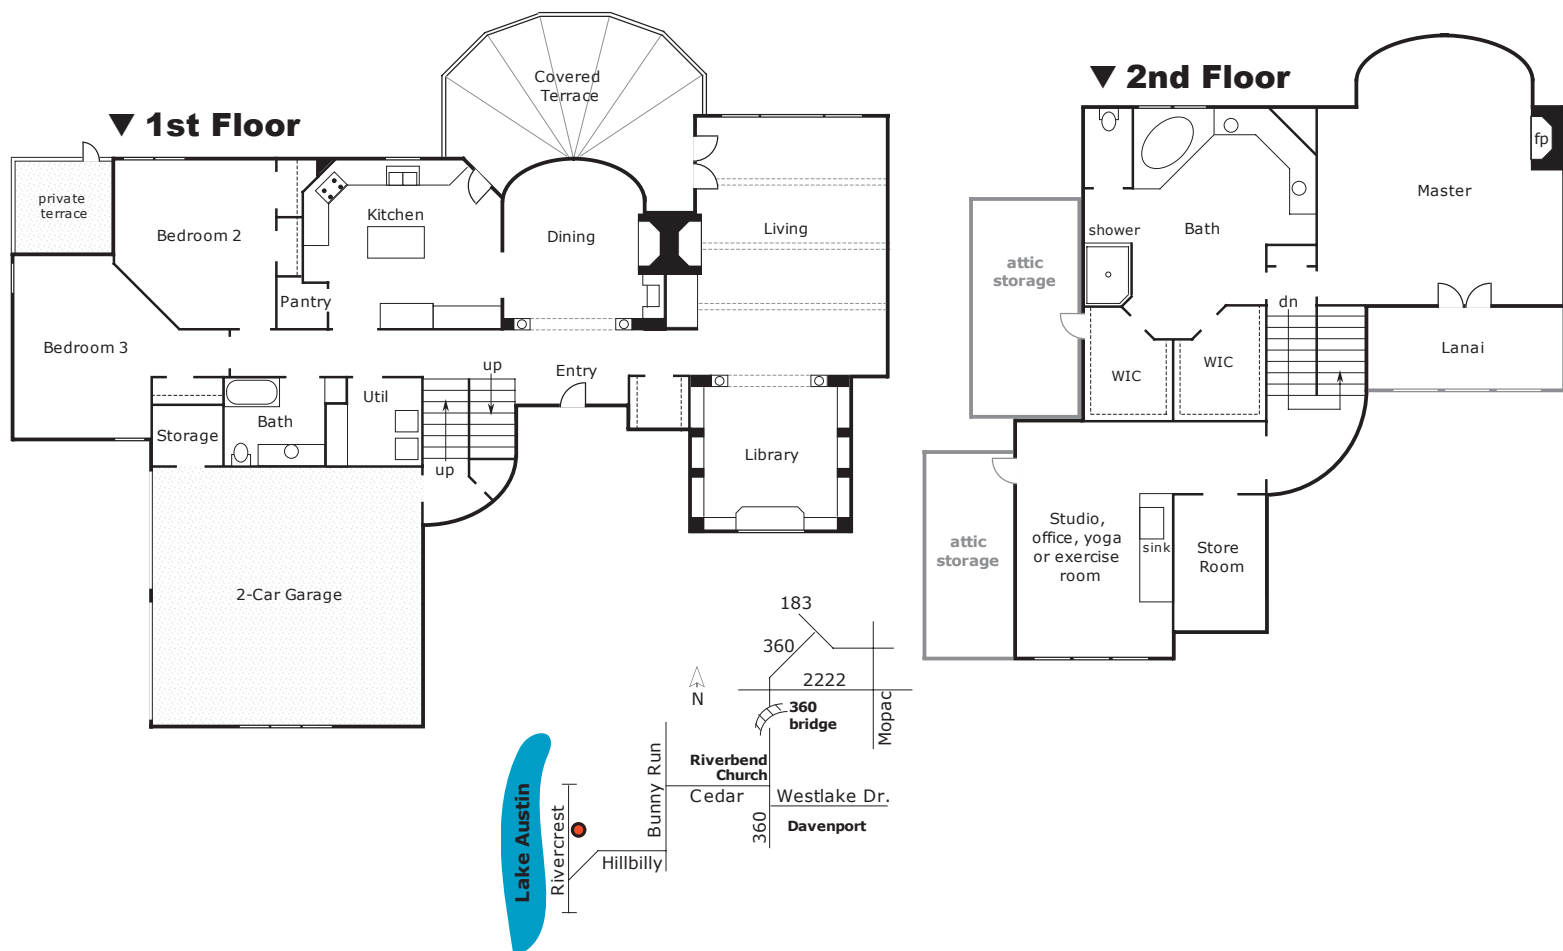 ▼ 1st Floor
Covered
Terrace
private
terrace
Bedroom 2
Kitchen
Dining
Living
Pantry
Bedroom 3
up
Entry
Util
Bath
Storage
up
Library
2-Car Garage
▼ 2nd Floor
fp
Master
shower
Bath
attic
storage
dn
Lanai
WIC
WIC
Studio,
office, yoga
or exercise
room
sink
Store
Room
attic
storage
183
360
2222
N
360
bridge
Mopac
Riverbend
Church
Bunny Run
Cedar
Westlake Dr.
360
Davenport
Lake Austin
Rivercrest
Hillbilly